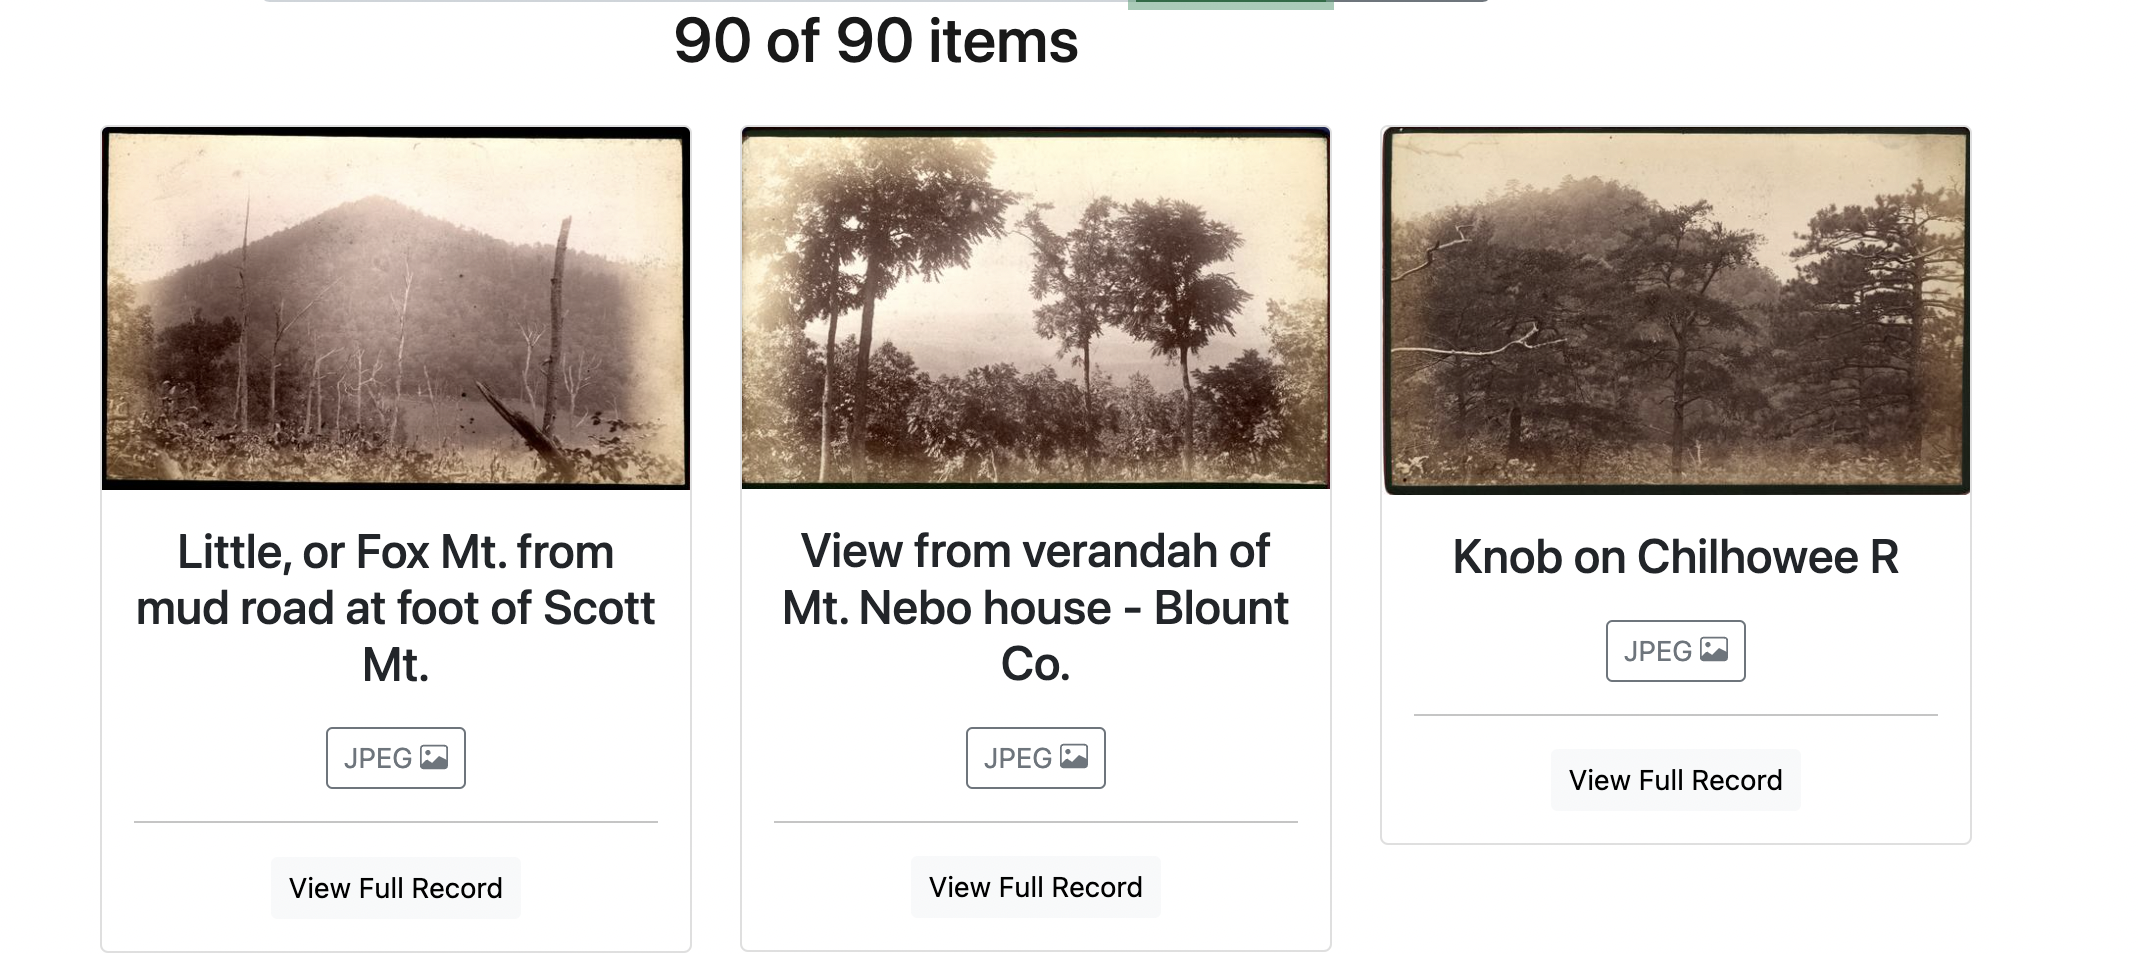 90 of 90 items
Little, or Fox Mt. from
mud road at foot of Scott
Mt.
JPEG
View Full Record
View from verandah of
Mt. Nebo house - Blount
Co.
JPEG
View Full Record
Knob on Chilhowee R
JPEG
View Full Record